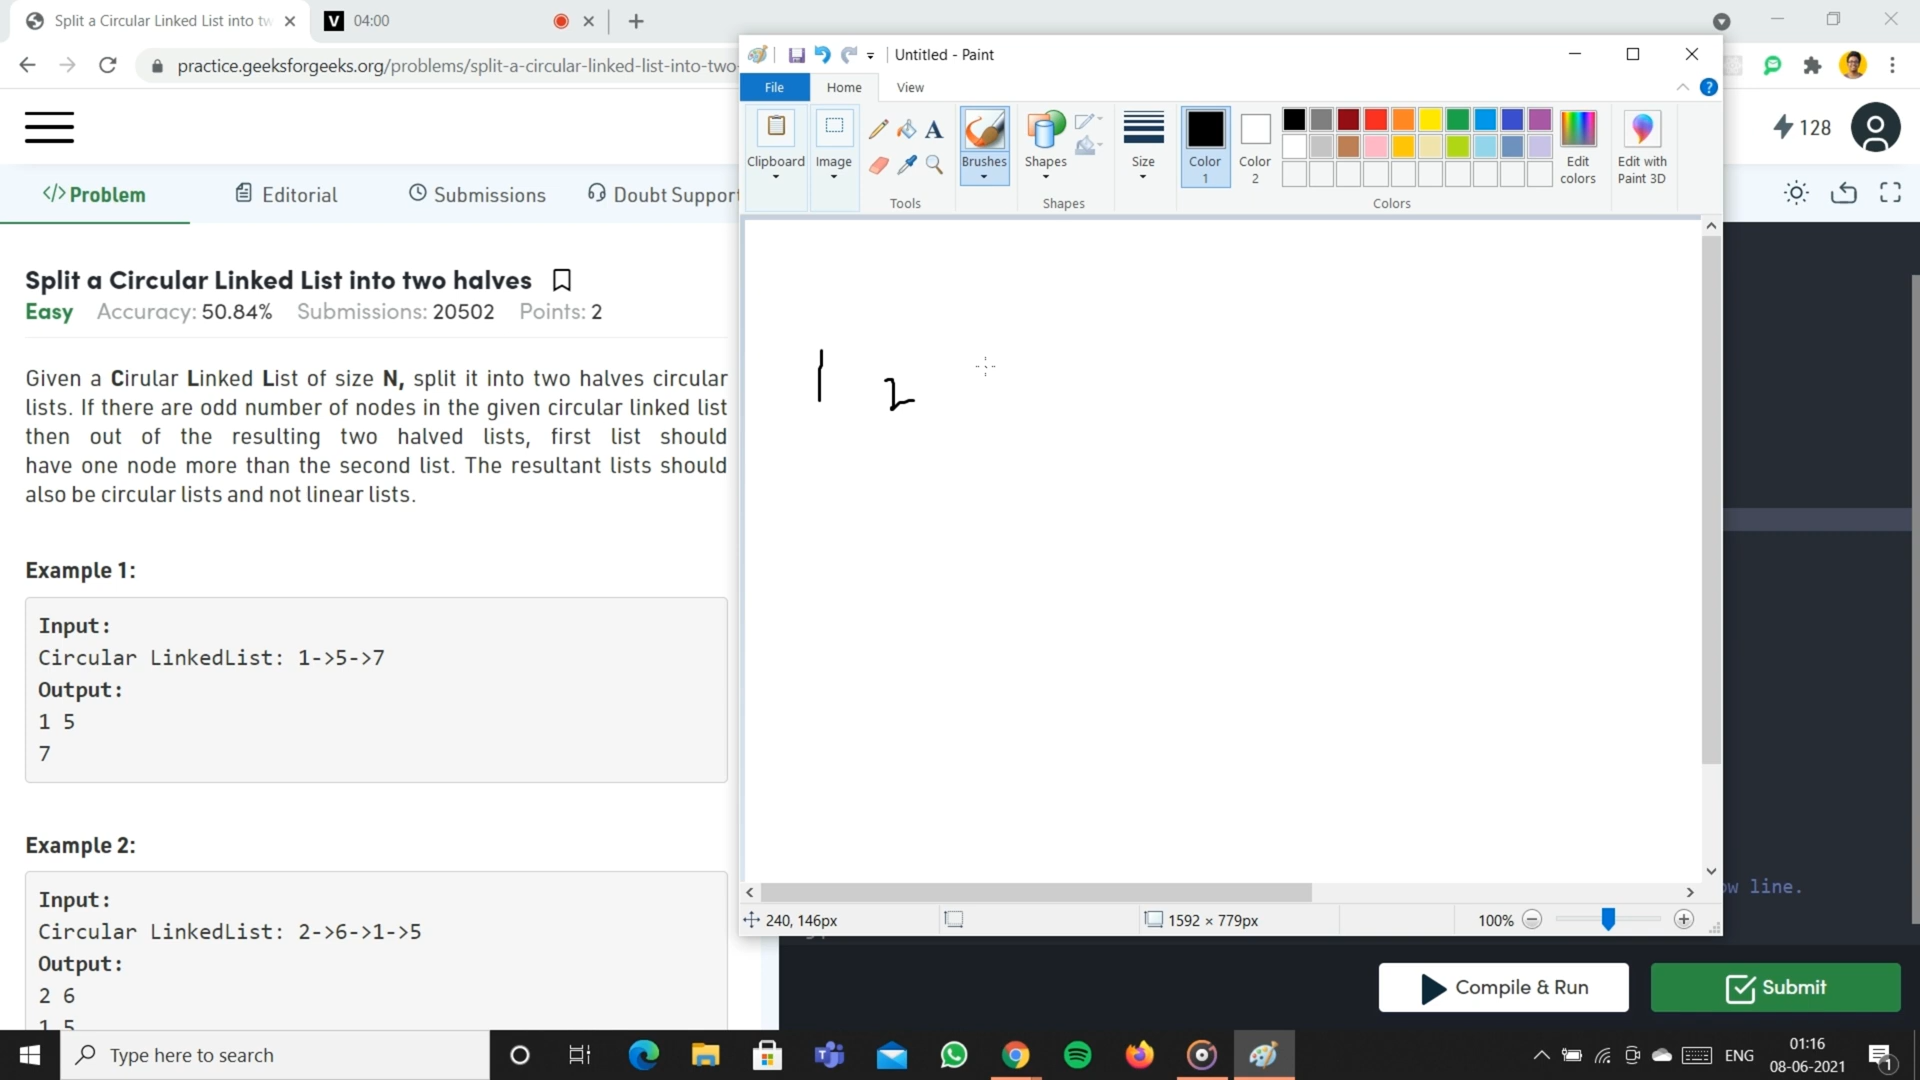 Split a Circular Linked List into tw
V 04:00
practice.geeksforgeeks.org/problems/split-a-circular-linked-list-into-two
Untitled - Paint
File Home View
Clipboard Image Brushes Shapes Size Color 1 Color 2 Edit colors Edit with Paint 3D
Tools Shapes Colors
128
</> Problem Editorial Submissions Doubt Support
1 2
Split a Circular Linked List into two halves
Easy Accuracy: 50.84% Submissions: 20502 Points: 2
Given a Cirular Linked List of size N, split it into two halves circular
lists. If there are odd number of nodes in the given circular linked list
then out of the resulting two halved lists, first list should
have one node more than the second list. The resultant lists should
also be circular lists and not linear lists.
Example 1:
Input:
Circular LinkedList: 1->5->7
Output:
1 5
7
Example 2:
Input:
Circular LinkedList: 2->6->1->5
Output:
2 6
1 5
line.
240, 146px 1592 × 779px 100%
Compile & Run Submit
Type here to search
ENG 01:16
08-06-2021
1